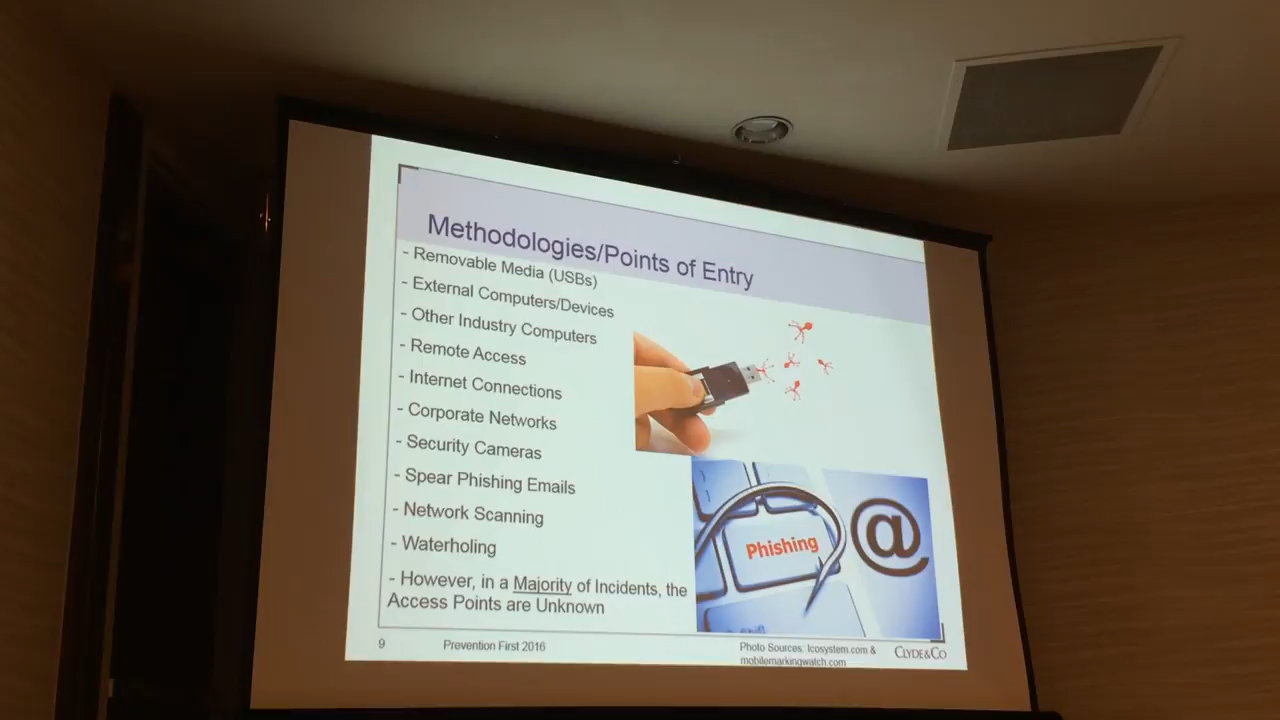 Methodologies/Points of Entry
- Removable Media (USBs)
- External Computers/Devices
- Other Industry Computers
- Remote Access
- Internet Connections
- Corporate Networks
- Security Cameras
- Spear Phishing Emails
- Network Scanning
- Waterholing
- However, in a Majority of Incidents, the
Access Points are Unknown
Phishing
@
9
Prevention First 2016
Photo Sources: Icosystem.com &
mobilemarkingwatch.com
CLYDE&CO